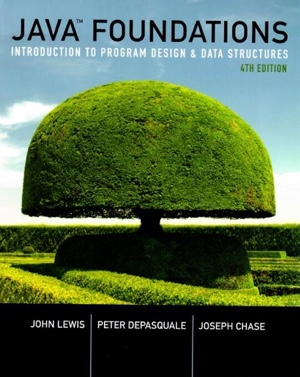 JAVA™ FOUNDATIONS
INTRODUCTION TO PROGRAM DESIGN & DATA STRUCTURES
4TH EDITION
JOHN LEWIS | PETER DEPASQUALE | JOSEPH CHASE